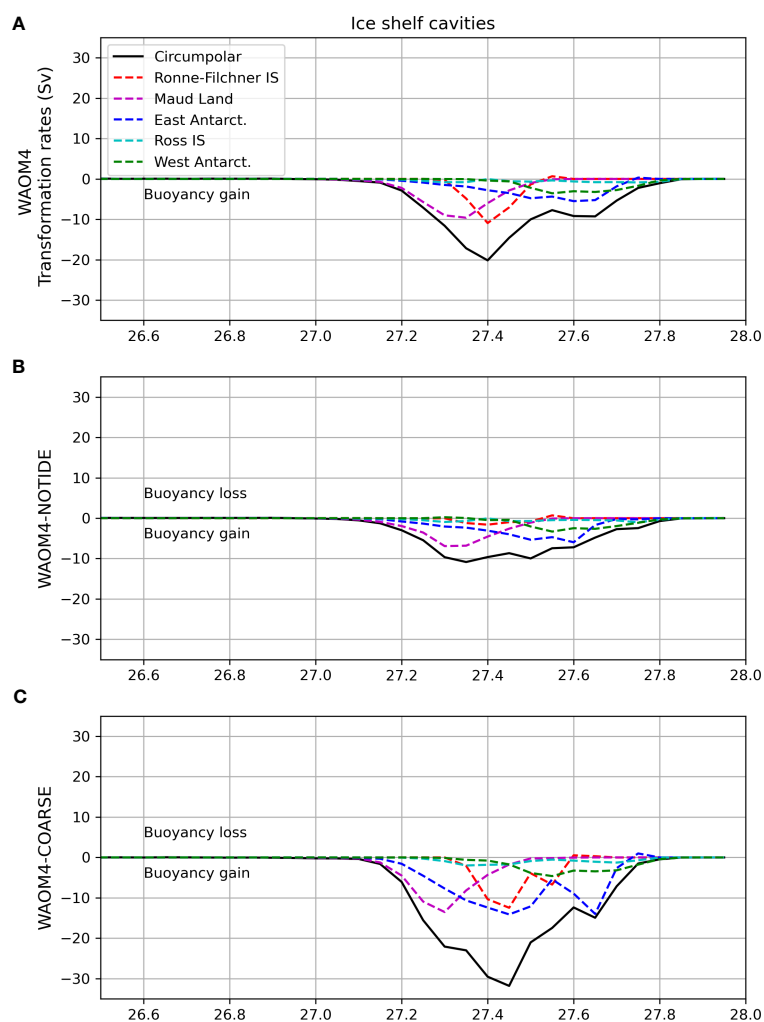 A
Ice shelf cavities
WAOM4
Transformation rates (Sv)
30
20
10
0
−10
−20
−30
Circumpolar
Ronne-Filchner IS
Maud Land
East Antarct.
Ross IS
West Antarct.
Buoyancy gain
26.6 26.8 27.0 27.2 27.4 27.6 27.8 28.0
B
WAOM4-NOTIDE
30
20
10
0
−10
−20
−30
Buoyancy loss
Buoyancy gain
26.6 26.8 27.0 27.2 27.4 27.6 27.8 28.0
C
WAOM4-COARSE
30
20
10
0
−10
−20
−30
Buoyancy loss
Buoyancy gain
26.6 26.8 27.0 27.2 27.4 27.6 27.8 28.0